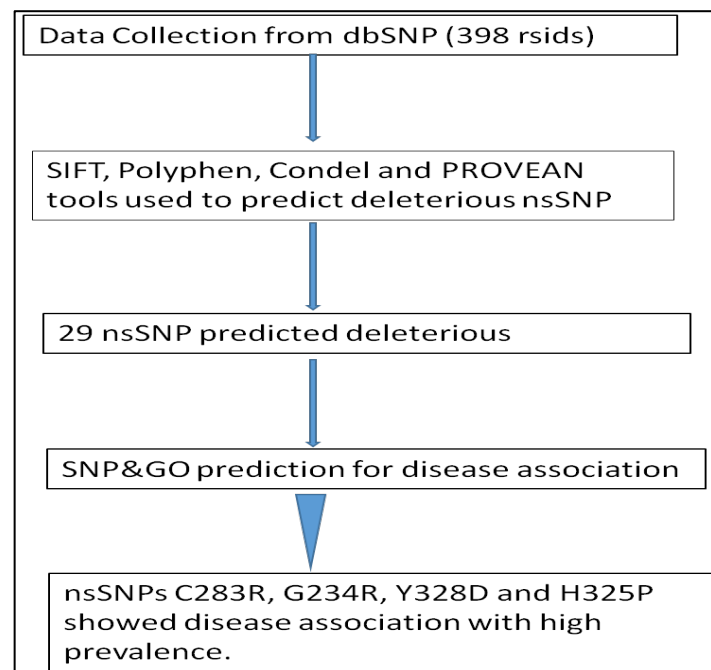 Data Collection from dbSNP (398 rsids)
SIFT, Polyphen, Condel and PROVEAN
tools used to predict deleterious nsSNP
29 nsSNP predicted deleterious
SNP&GO prediction for disease association
nsSNPs C283R, G234R, Y328D and H325P
showed disease association with high
prevalence.